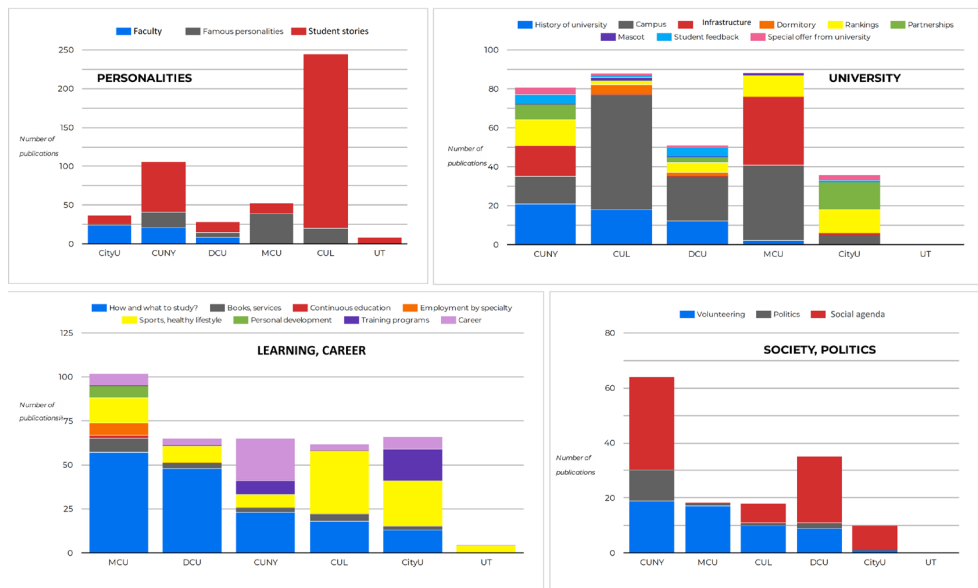 Faculty Famous personalities Student stories
250
PERSONALITIES
200
150
Number of
publications
100
50
0
CityU CUNY DCU MCU CUL UT
History of university Campus Infrastructure Dormitory Rankings Partnerships
Mascot Student feedback Special offer from university
100
UNIVERSITY
80
60
Number of
publications
40
20
0
CUNY CUL DCU MCU CityU UT
How and what to study? Books, services Continuous education Employment by specialty
Sports, healthy lifestyle Personal development Training programs Career
125
LEARNING, CAREER
100
Number of
publications
75
50
25
0
MCU DCU CUNY CUL CityU UT
Volunteering Politics Social agenda
80
SOCIETY, POLITICS
60
40
Number of
publications
20
0
CUNY MCU CUL DCU CityU UT